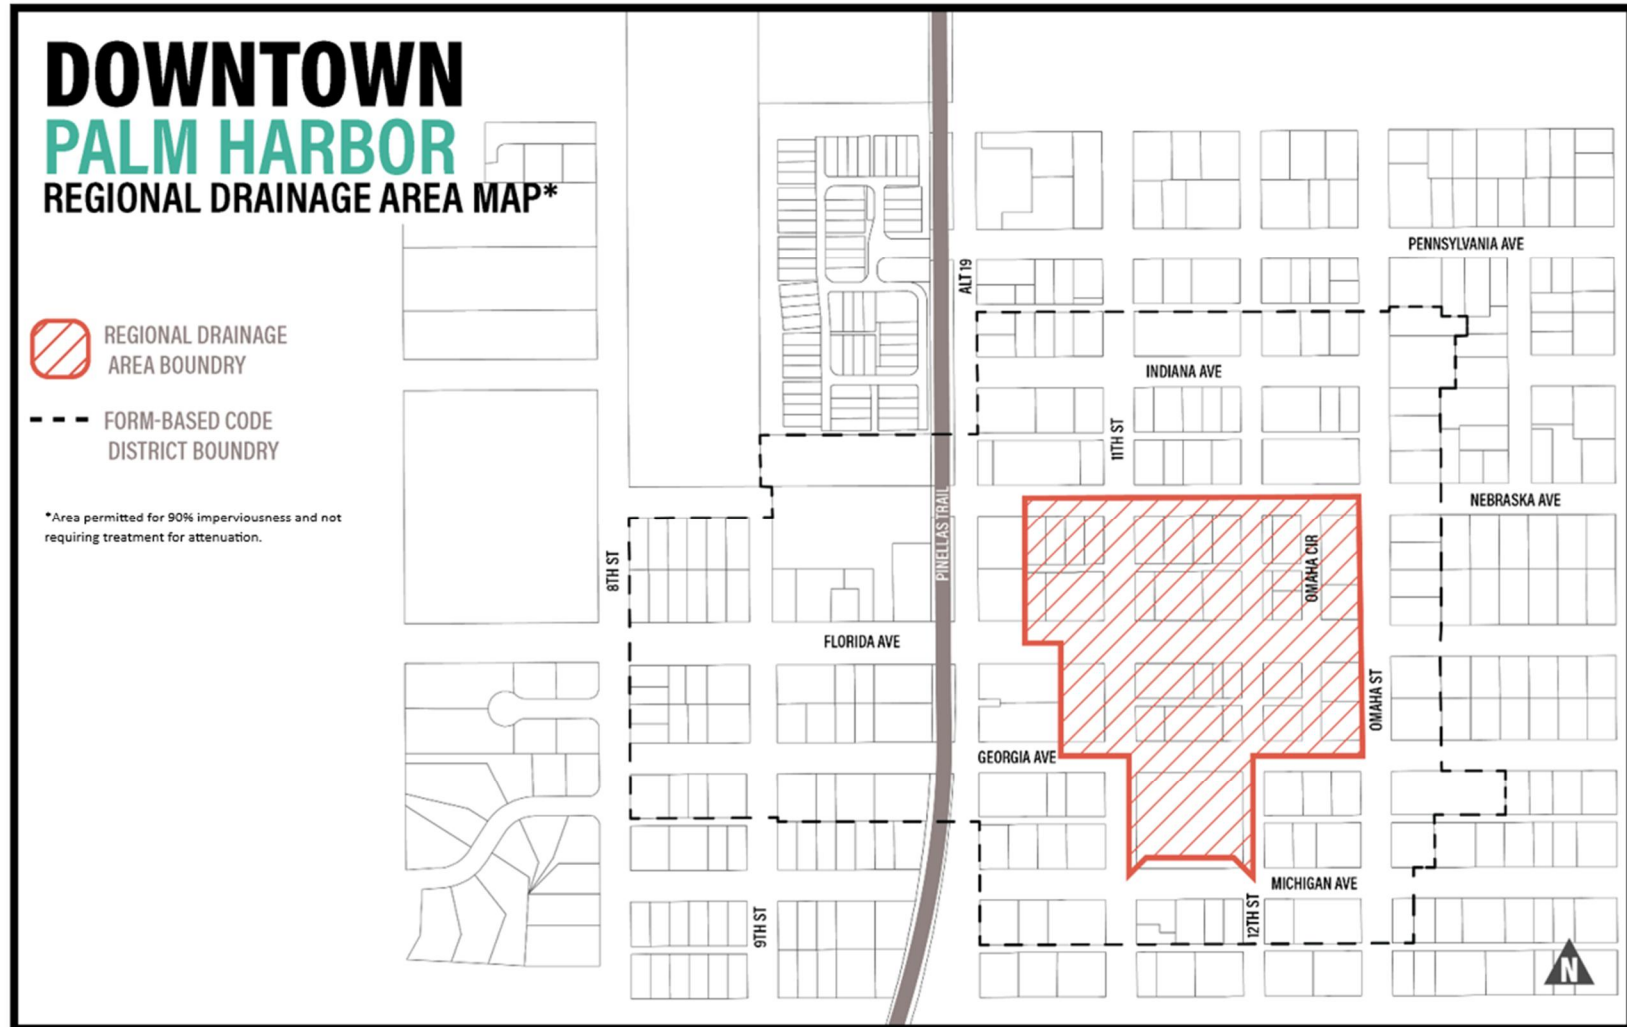 DOWNTOWN
PALM HARBOR
REGIONAL DRAINAGE AREA MAP*
REGIONAL DRAINAGE
AREA BOUNDRY
FORM-BASED CODE
DISTRICT BOUNDRY
*Area permitted for 90% imperviousness and not
requiring treatment for attenuation.
PENNSYLVANIA AVE
ALT 19
INDIANA AVE
11TH ST
NEBRASKA AVE
PINELLAS TRAIL
OMAHA CIR
8TH ST
FLORIDA AVE
OMAHA ST
GEORGIA AVE
MICHIGAN AVE
12TH ST
9TH ST
N